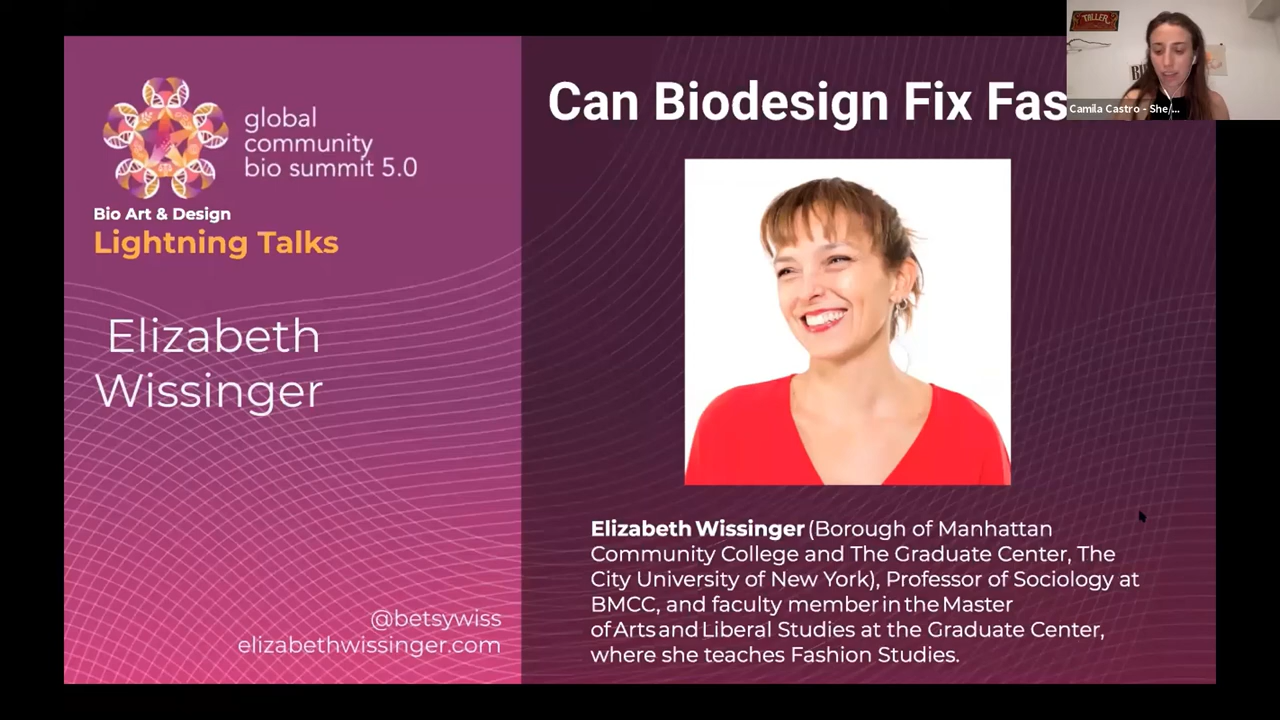 global
community
bio summit 5.0
Bio Art & Design
Lightning Talks
Elizabeth
Wissinger
@betsywiss
elizabethwissinger.com
Can Biodesign Fix Fas
TALLER
Camila Castro - She/...
Elizabeth Wissinger (Borough of Manhattan
Community College and The Graduate Center, The
City University of New York), Professor of Sociology at
BMCC, and faculty member in the Master
of Arts and Liberal Studies at the Graduate Center,
where she teaches Fashion Studies.